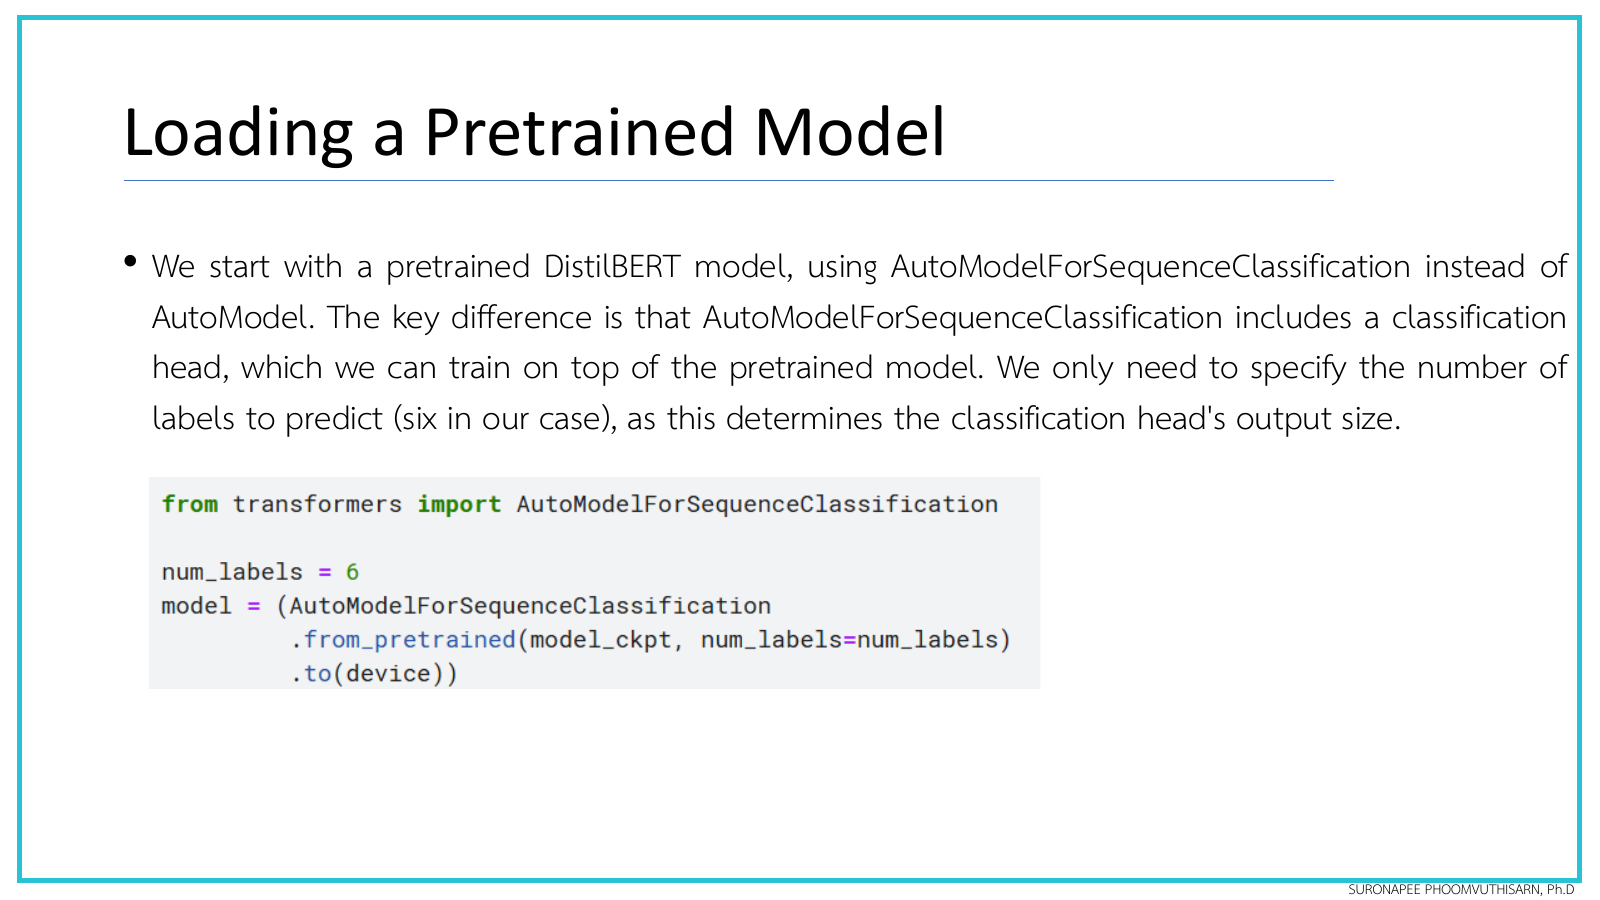 Loading a Pretrained Model
• We start with a pretrained DistilBERT model, using AutoModelForSequenceClassification instead of
AutoModel. The key difference is that AutoModelForSequenceClassification includes a classification
head, which we can train on top of the pretrained model. We only need to specify the number of
labels to predict (six in our case), as this determines the classification head's output size.
from transformers import AutoModelForSequenceClassification
num_labels = 6
model = (AutoModelForSequenceClassification
.from_pretrained(model_ckpt, num_labels=num_labels)
.to(device))
SURONAPEE PHOOMVUTHISARN, Ph.D